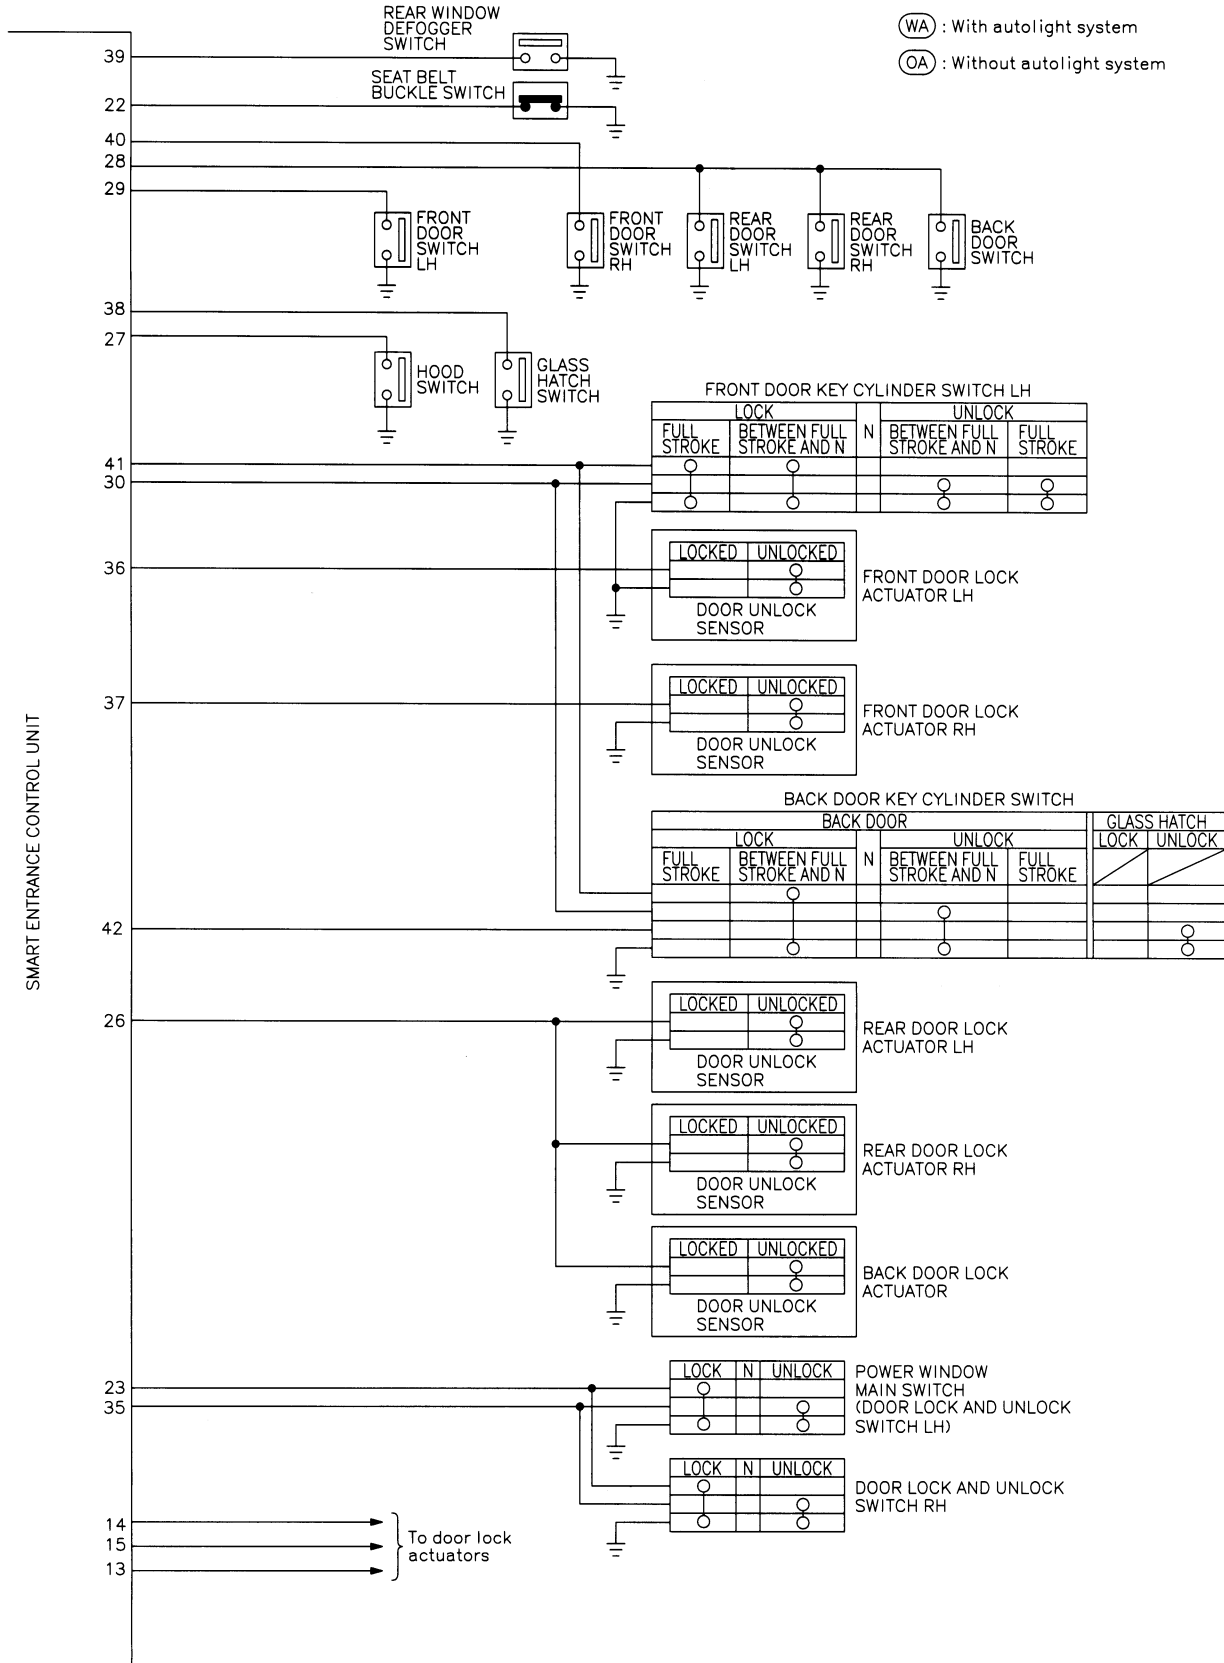 REAR WINDOW
DEFOGGER
SWITCH
WA : With autolight system
OA : Without autolight system
39
SEAT BELT
BUCKLE SWITCH
22
40
28
29
FRONT
DOOR
SWITCH
LH
FRONT
DOOR
SWITCH
RH
REAR
DOOR
SWITCH
LH
REAR
DOOR
SWITCH
RH
BACK
DOOR
SWITCH
38
27
HOOD
SWITCH
GLASS
HATCH
SWITCH
FRONT DOOR KEY CYLINDER SWITCH LH
LOCK
N
UNLOCK
FULL
STROKE
BETWEEN FULL
STROKE AND N
BETWEEN FULL
STROKE AND N
FULL
STROKE
41
30
36
LOCKED UNLOCKED
DOOR UNLOCK
SENSOR
FRONT DOOR LOCK
ACTUATOR LH
37
LOCKED UNLOCKED
DOOR UNLOCK
SENSOR
FRONT DOOR LOCK
ACTUATOR RH
SMART ENTRANCE CONTROL UNIT
BACK DOOR KEY CYLINDER SWITCH
BACK DOOR
GLASS HATCH
LOCK
N
UNLOCK
LOCK UNLOCK
FULL
STROKE
BETWEEN FULL
STROKE AND N
BETWEEN FULL
STROKE AND N
FULL
STROKE
42
26
LOCKED UNLOCKED
DOOR UNLOCK
SENSOR
REAR DOOR LOCK
ACTUATOR LH
LOCKED UNLOCKED
DOOR UNLOCK
SENSOR
REAR DOOR LOCK
ACTUATOR RH
LOCKED UNLOCKED
DOOR UNLOCK
SENSOR
BACK DOOR LOCK
ACTUATOR
23
35
LOCK N UNLOCK
POWER WINDOW
MAIN SWITCH
(DOOR LOCK AND UNLOCK
SWITCH LH)
LOCK N UNLOCK
DOOR LOCK AND UNLOCK
SWITCH RH
14
15
13
To door lock
actuators